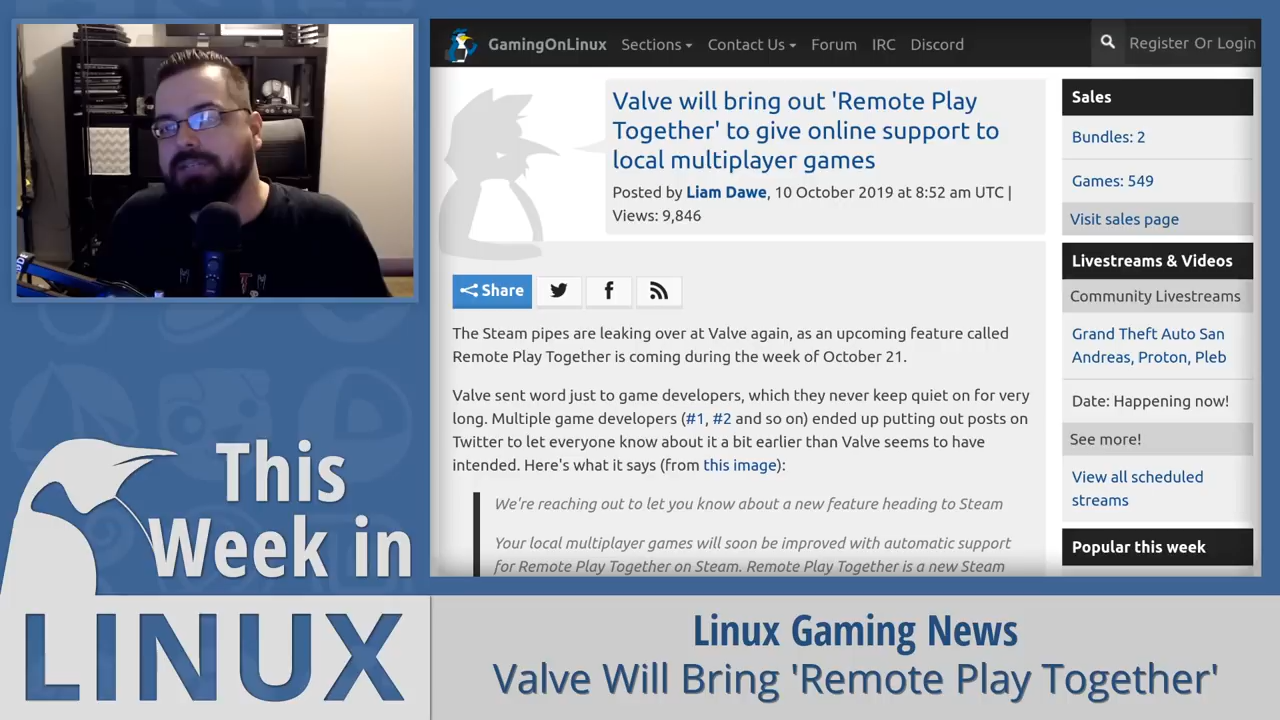 GamingOnLinux Sections Contact Us Forum IRC Discord Register Or Login
Valve will bring out 'Remote Play
Together' to give online support to
local multiplayer games
Posted by Liam Dawe, 10 October 2019 at 8:52 am UTC |
Views: 9,846
Share
The Steam pipes are leaking over at Valve again, as an upcoming feature called
Remote Play Together is coming during the week of October 21.
Valve sent word just to game developers, which they never keep quiet on for very
long. Multiple game developers (#1, #2 and so on) ended up putting out posts on
Twitter to let everyone know about it a bit earlier than Valve seems to have
intended. Here's what it says (from this image):
We're reaching out to let you know about a new feature heading to Steam
Your local multiplayer games will soon be improved with automatic support
for Remote Play Together on Steam. Remote Play Together is a new Steam
Sales
Bundles: 2
Games: 549
Visit sales page
Livestreams & Videos
Community Livestreams
Grand Theft Auto San
Andreas, Proton, Pleb
Date: Happening now!
See more!
View all scheduled
streams
Popular this week
This
Week in
LINUX
Linux Gaming News
Valve Will Bring 'Remote Play Together'